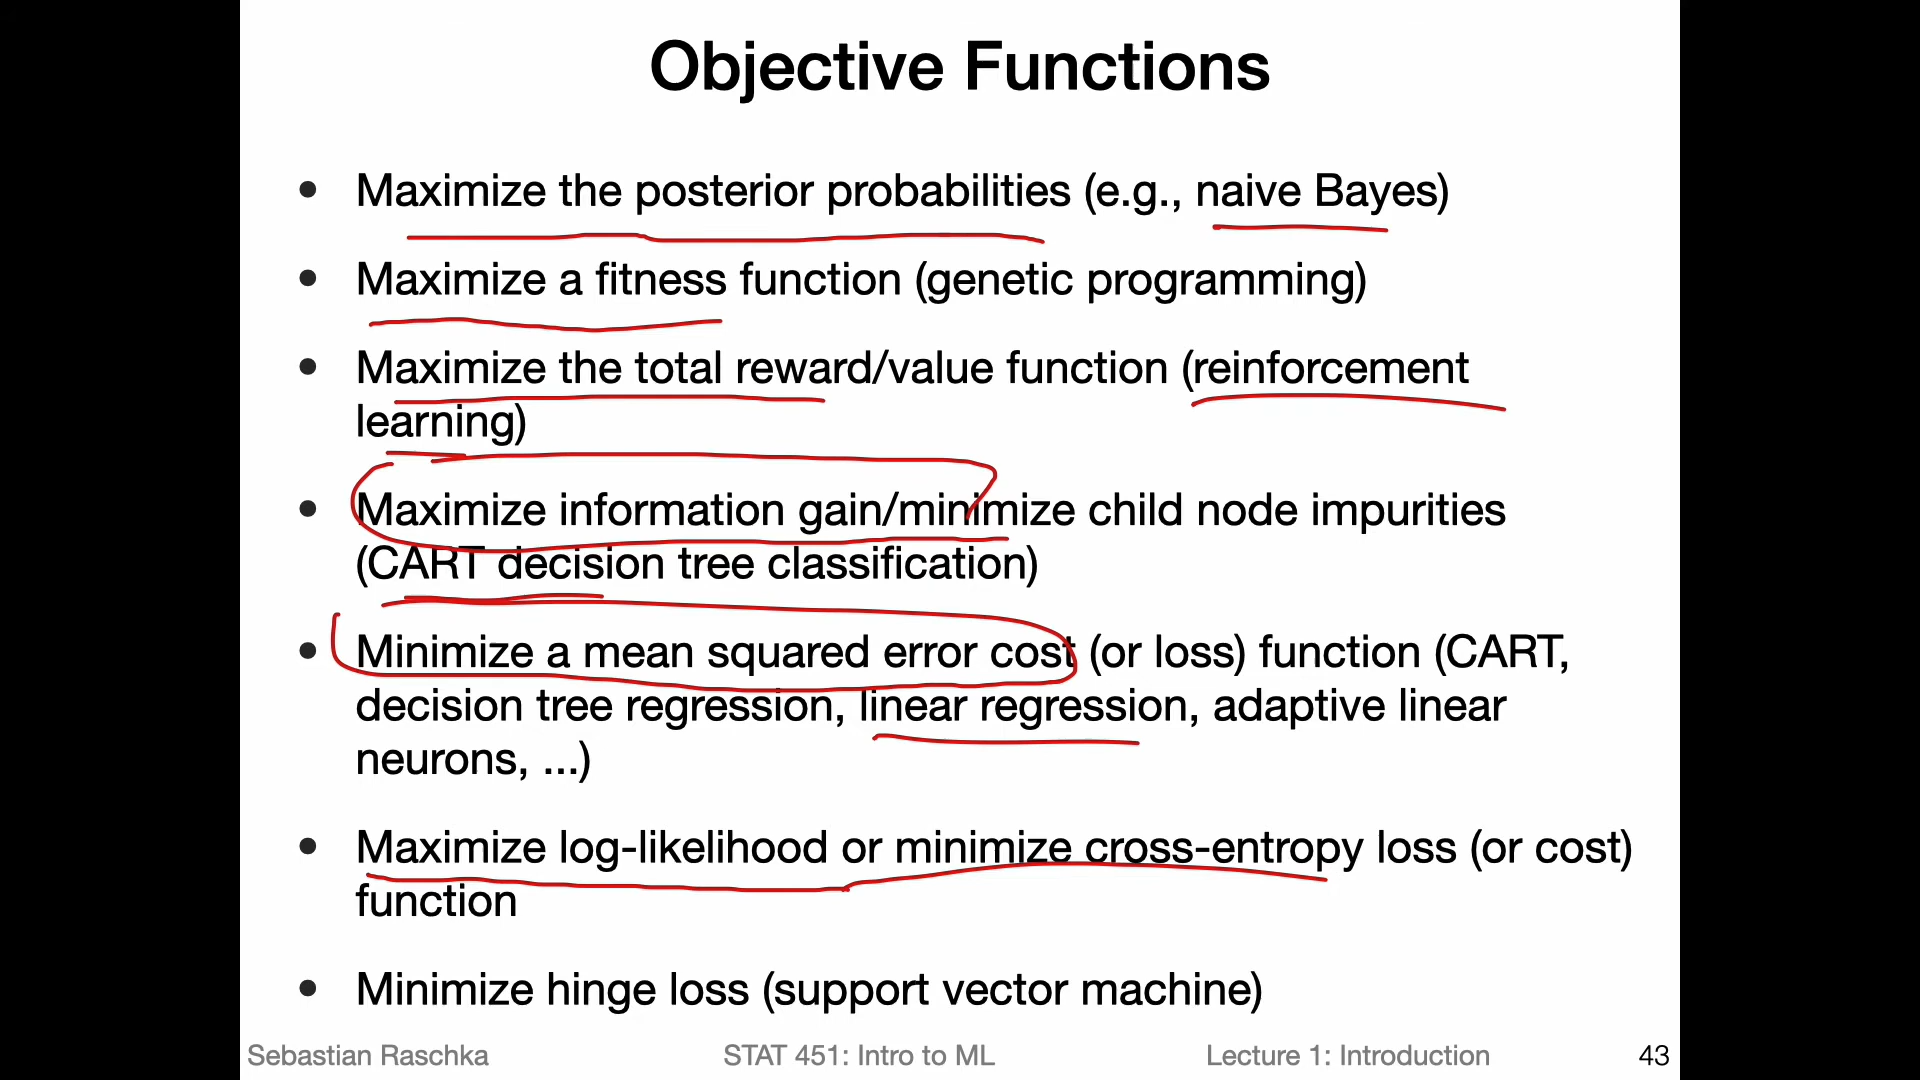 Objective Functions
• Maximize the posterior probabilities (e.g., naive Bayes)
• Maximize a fitness function (genetic programming)
• Maximize the total reward/value function (reinforcement
learning)
• Maximize information gain/minimize child node impurities
(CART decision tree classification)
• Minimize a mean squared error cost (or loss) function (CART,
decision tree regression, linear regression, adaptive linear
neurons, ...)
• Maximize log-likelihood or minimize cross-entropy loss (or cost)
function
• Minimize hinge loss (support vector machine)
Sebastian Raschka STAT 451: Intro to ML Lecture 1: Introduction 43